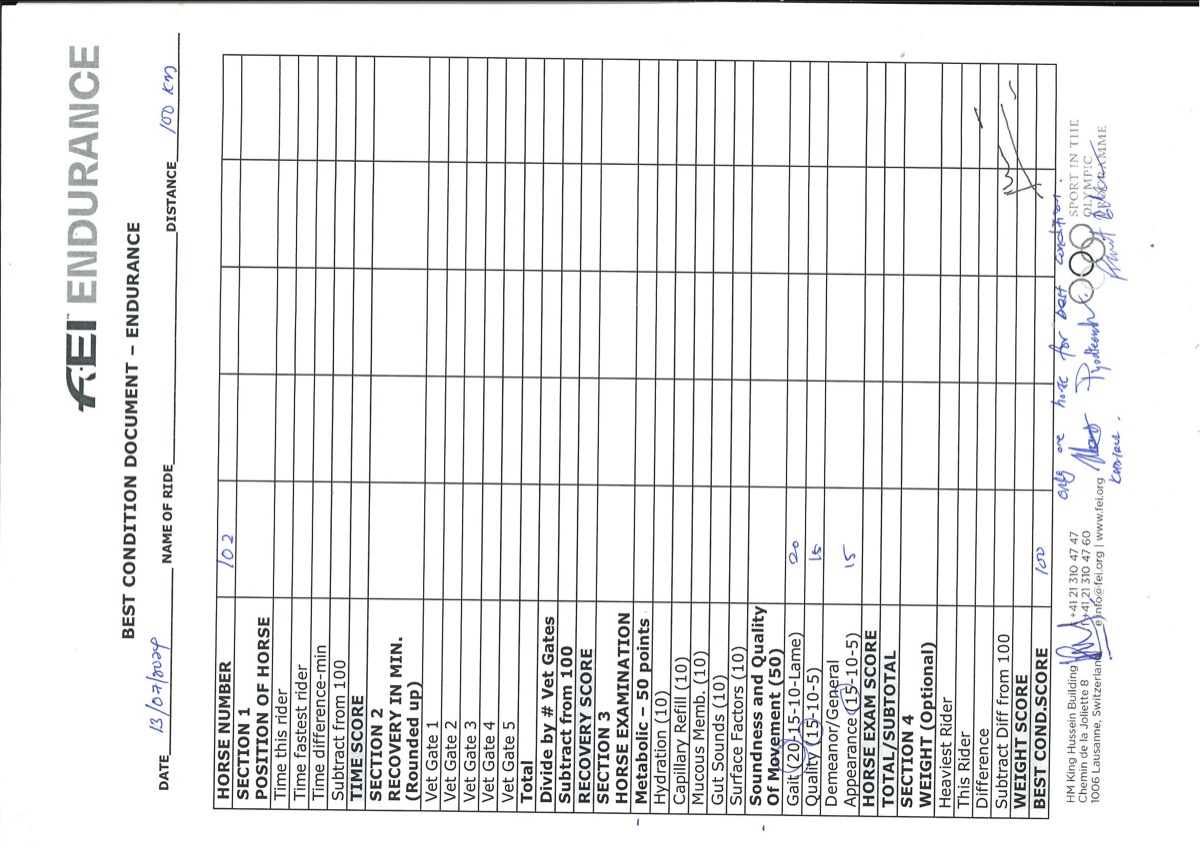 FEI ENDURANCE
BEST CONDITION DOCUMENT – ENDURANCE
DATE 13/07/2024 NAME OF RIDE DISTANCE 100 km
HORSE NUMBER 102
SECTION 1
POSITION OF HORSE
Time this rider
Time fastest rider
Time difference-min
Subtract from 100
TIME SCORE
SECTION 2
RECOVERY IN MIN.
(Rounded up)
Vet Gate 1
Vet Gate 2
Vet Gate 3
Vet Gate 4
Vet Gate 5
Total
Divide by # Vet Gates
Subtract from 100
RECOVERY SCORE
SECTION 3
HORSE EXAMINATION
Metabolic – 50 points
Hydration (10)
Capillary Refill (10)
Mucous Memb. (10)
Gut Sounds (10)
Surface Factors (10)
Soundness and Quality
Of Movement (50)
Gait (20-15-10-Lame) 20
Quality (15-10-5) 15
Demeanor/General
Appearance (15-10-5) 15
HORSE EXAM SCORE
TOTAL/SUBTOTAL
SECTION 4
WEIGHT (Optional)
Heaviest Rider
This Rider
Difference
Subtract Diff from 100
WEIGHT SCORE
BEST COND.SCORE 100
only one horse for best condition.
HM King Hussein Building
Chemin de la Joliette 8
1006 Lausanne, Switzerland
+41 21 310 47 47
+41 21 310 47 60
e info@fei.org | www.fei.org
SPORT IN THE
OLYMPIC
PROGRAMME